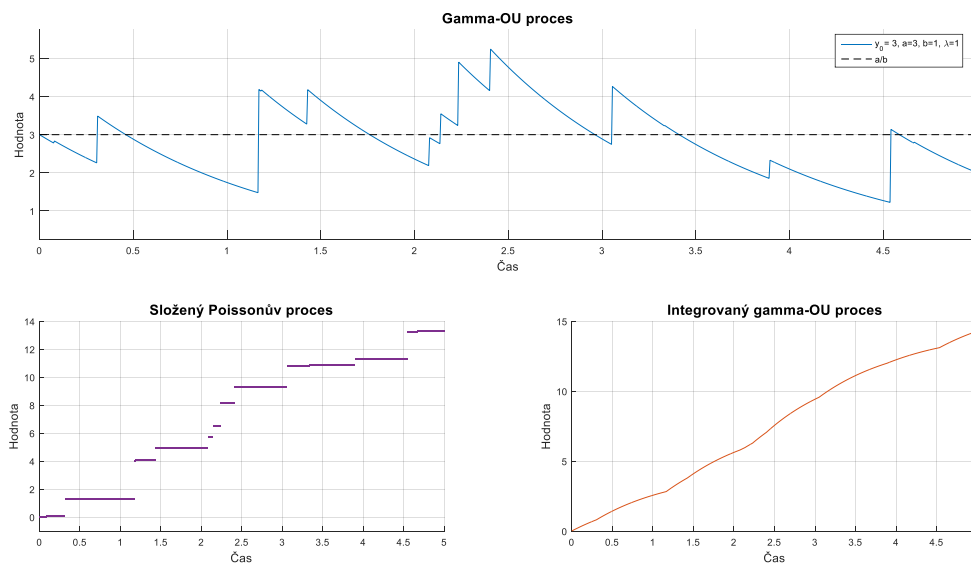 Gamma-OU proces
y0 = 3, a=3, b=1, λ=1
a/b
Hodnota
5
4
3
2
1
0 0.5 1 1.5 2 2.5 3 3.5 4 4.5
Čas
Složený Poissonův proces
Hodnota
14
12
10
8
6
4
2
0
0 0.5 1 1.5 2 2.5 3 3.5 4 4.5 5
Čas
Integrovaný gamma-OU proces
Hodnota
15
10
5
0
0 0.5 1 1.5 2 2.5 3 3.5 4 4.5
Čas